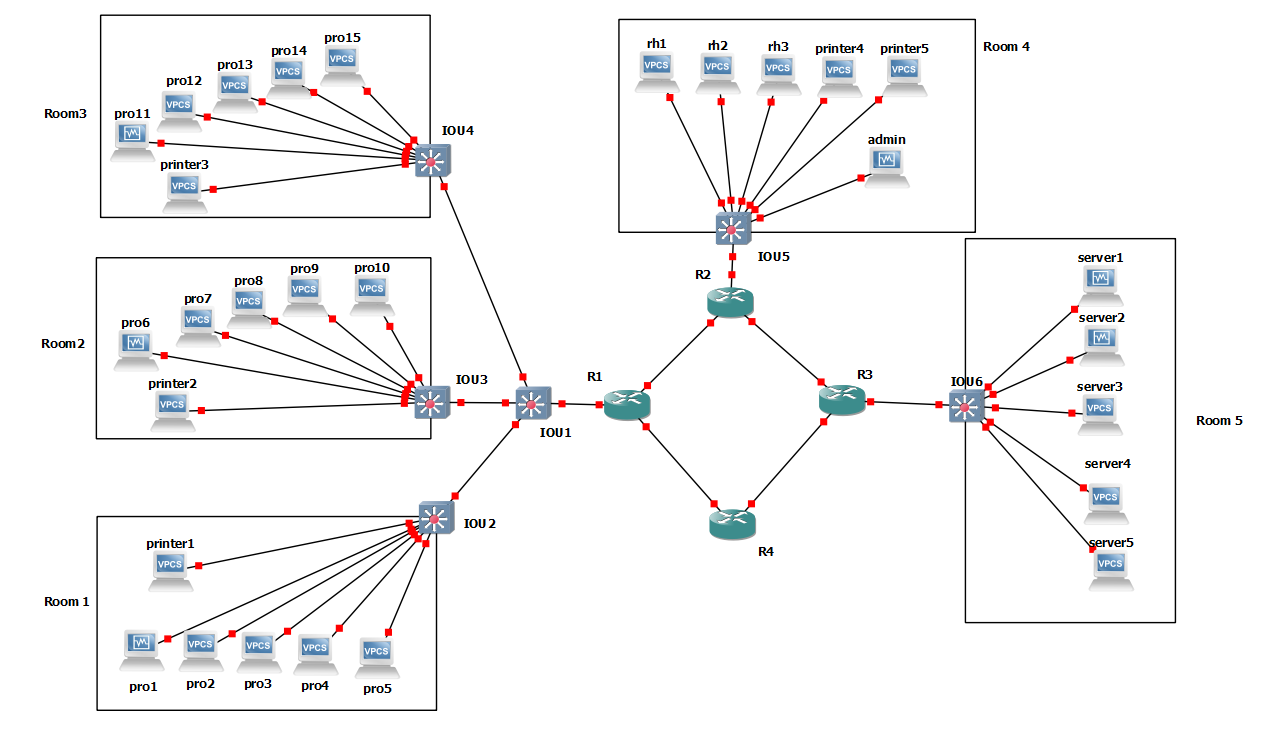 pro15
pro14
pro13
pro12
pro11
printer3
Room3
IOU4
VPCS
VPCS
VPCS
VPCS
VPCS
rh1
rh2
rh3
printer4
printer5
Room 4
admin
IOU5
VPCS
VPCS
VPCS
VPCS
VPCS
pro10
pro9
pro8
pro7
pro6
printer2
Room2
IOU3
IOU1
VPCS
VPCS
VPCS
VPCS
VPCS
R2
R1
R3
R4
server1
server2
server3
server4
server5
IOU6
Room 5
VPCS
VPCS
VPCS
IOU2
printer1
Room 1
VPCS
VPCS
VPCS
VPCS
VPCS
pro1
pro2
pro3
pro4
pro5